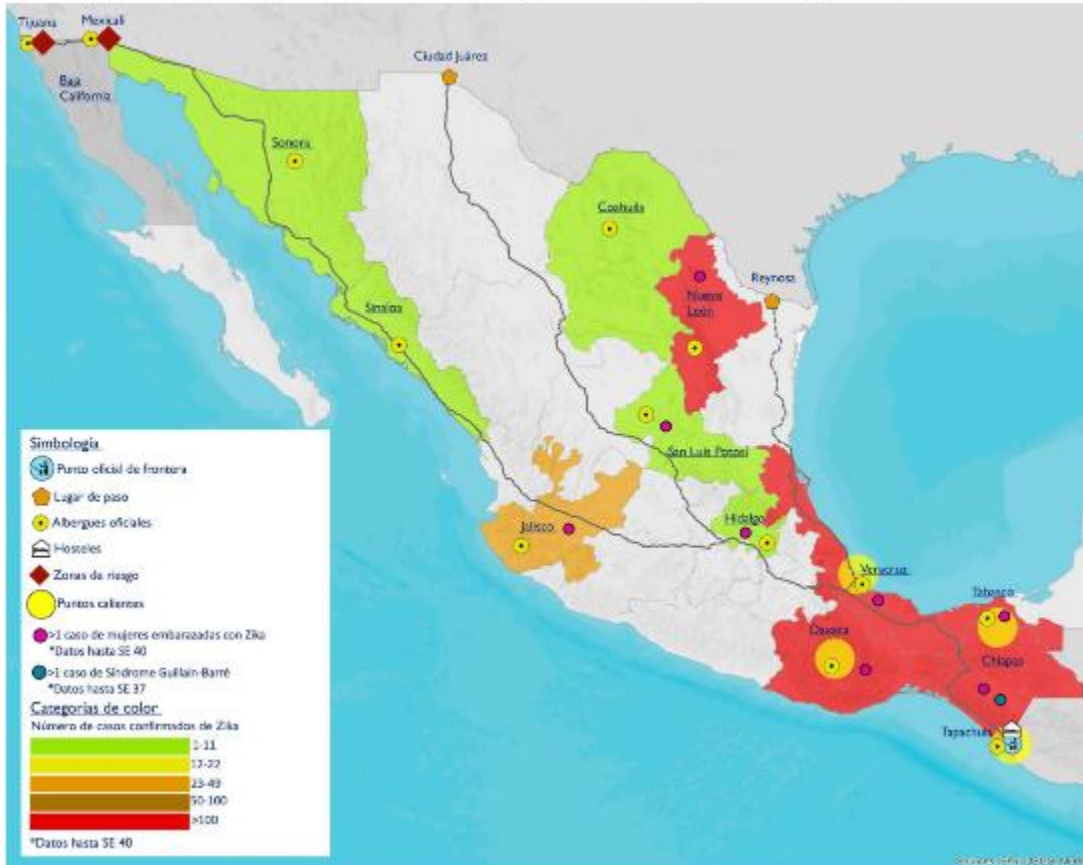 Tijuana
Mexicali
Ciudad Juárez
Baja
California
Sonora
Coahuila
Reynosa
Nuevo
León
Sinaloa
San Luis Potosí
Hidalgo
Jalisco
Veracruz
Tabasco
Oaxaca
Chiapas
Tapachula
Simbología
Punto oficial de frontera
Lugar de paso
Albergues oficiales
Hosteles
Zonas de riesgo
Puntos calientes
>1 caso de mujeres embarazadas con Zika
*Datos hasta SE 40
>1 caso de Síndrome Guillain-Barré
*Datos hasta SE 37
Categorías de color
Número de casos confirmados de Zika
1-11
12-22
23-49
50-100
>100
*Datos hasta SE 40